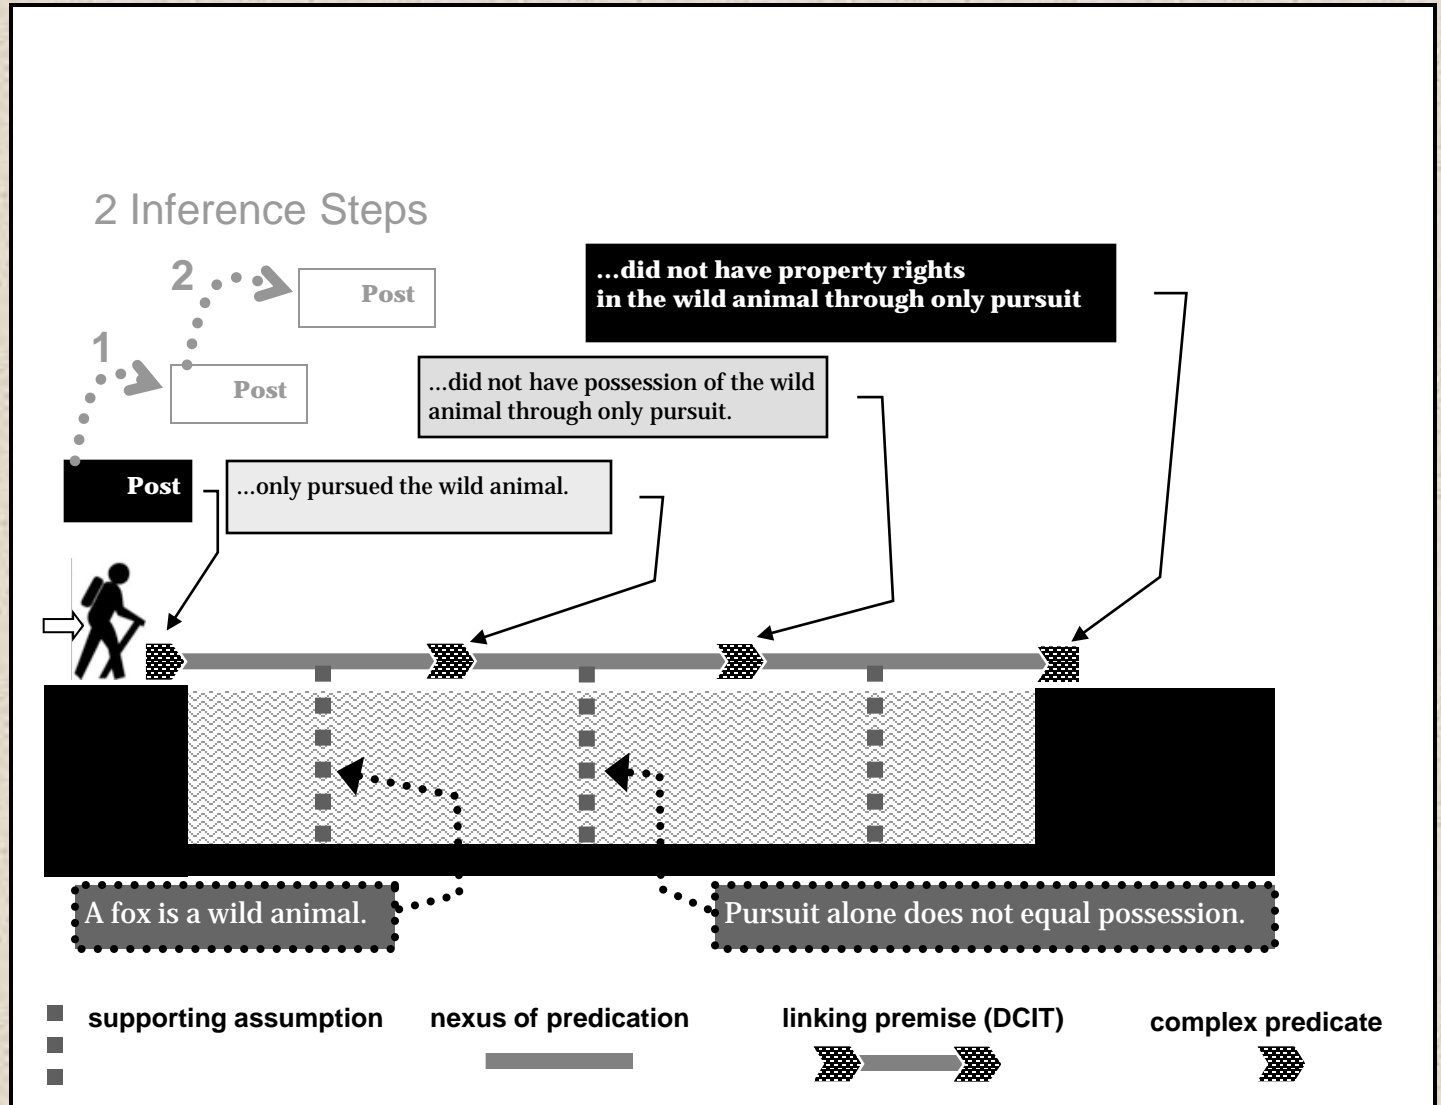 2 Inference Steps
2
Post
…did not have property rights
in the wild animal through only pursuit
1
Post
…did not have possession of the wild
animal through only pursuit.
Post
…only pursued the wild animal.
A fox is a wild animal.
Pursuit alone does not equal possession.
supporting assumption
nexus of predication
linking premise (DCIT)
complex predicate